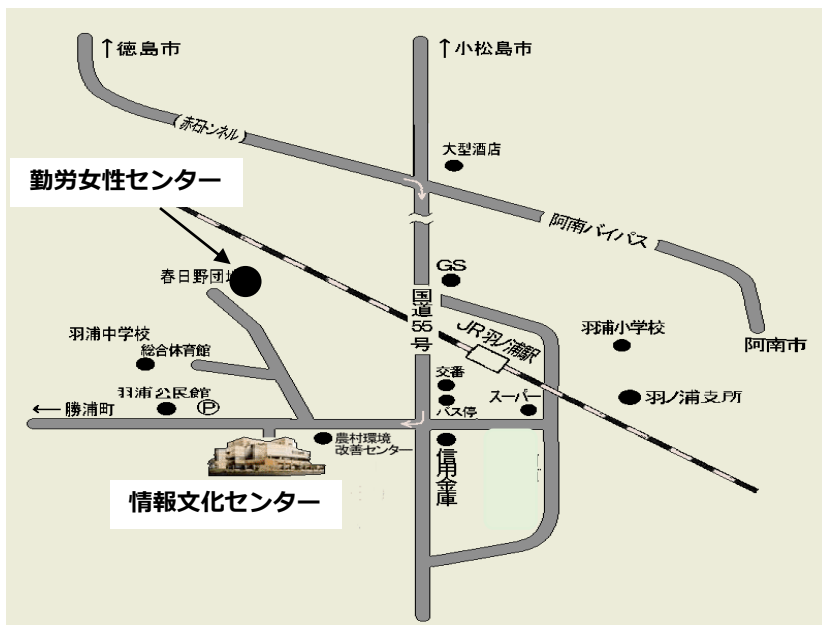 ↑徳島市
↑小松島市
赤石トンネル
大型酒店
勤労女性センター
阿南バイパス
春日野団地
GS
国道55号
JR羽ノ浦駅
羽浦小学校
阿南市
羽浦中学校
総合体育館
交番
羽浦公民館
P
スーパー
羽ノ浦支所
←勝浦町
バス停
農村環境
改善センター
信用金庫
情報文化センター